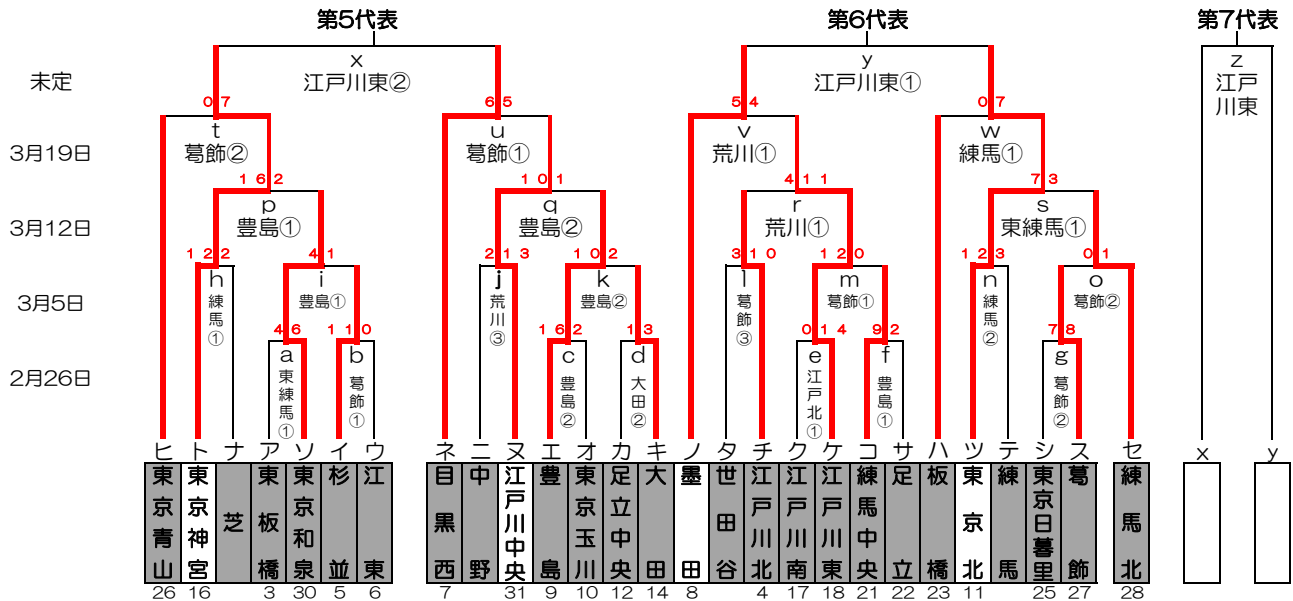 第5代表 第6代表 第7代表
x y z
未定 江戸川東② 江戸川東① 江戸
川東
0 7 6 5 5 4 0 7
t u v w
3月19日 葛飾② 葛飾① 荒川① 練馬①
1 6 2 1 0 1 4 1 1 7 3
p q r s
3月12日 豊島① 豊島② 荒川① 東練馬①
1 2 2 4 1 2 1 3 1 0 2 3 1 0 1 2 0 1 2 3 0 1
h i j k l m n o
3月5日 練馬① 豊島① 荒川③ 豊島② 葛飾③ 葛飾① 練馬② 葛飾②
4 6 1 1 0 1 6 2 1 3 0 1 4 9 2 7 8
a b c d e f g
2月26日 東練馬① 葛飾① 豊島② 大田② 江戸北① 豊島① 葛飾②
ヒ ト ナ ア ソ イ ウ ネ ニ ヌ エ オ カ キ ノ タ チ ク ケ コ サ ハ ツ テ シ ス セ x y
東京青山 東京神宮 芝 東板橋 東京和泉 杉並 江東 目黒西 中野 江戸川中央 豊島 東京玉川 足立中央 大田 墨田 世田谷 江戸川北 江戸川南 江戸川東 練馬中央 足立 板橋 東京北 練馬 東京日暮里 葛飾 練馬北
26 16 3 30 5 6 7 31 9 10 12 14 8 4 17 18 21 22 23 11 25 27 28